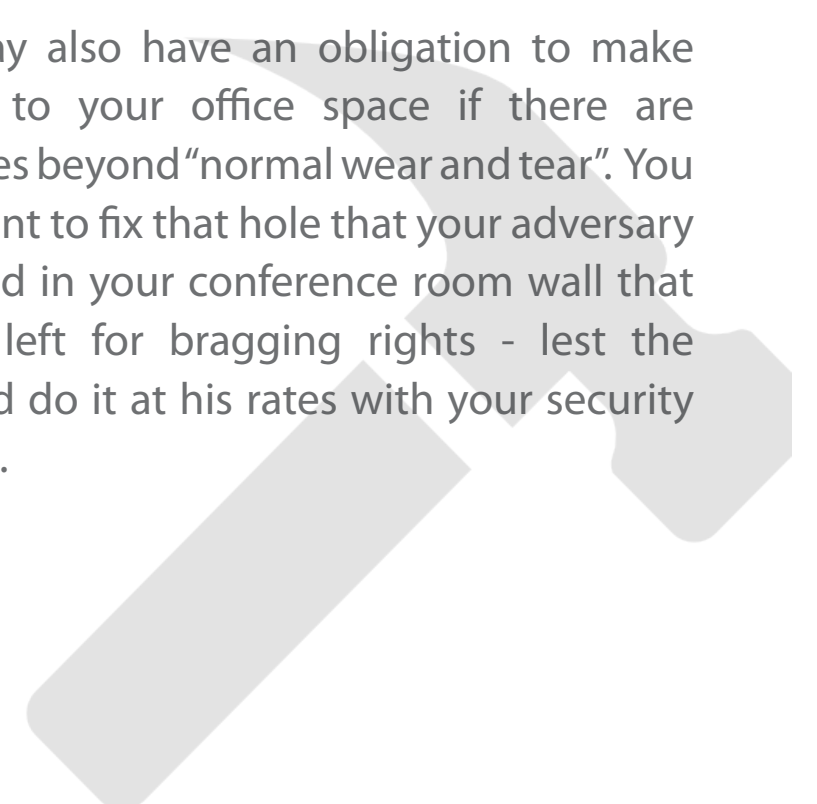 ay also have an obligation to make
to your office space if there are
es beyond “normal wear and tear”. You
nt to fix that hole that your adversary
d in your conference room wall that
left for bragging rights - lest the
d do it at his rates with your security
.